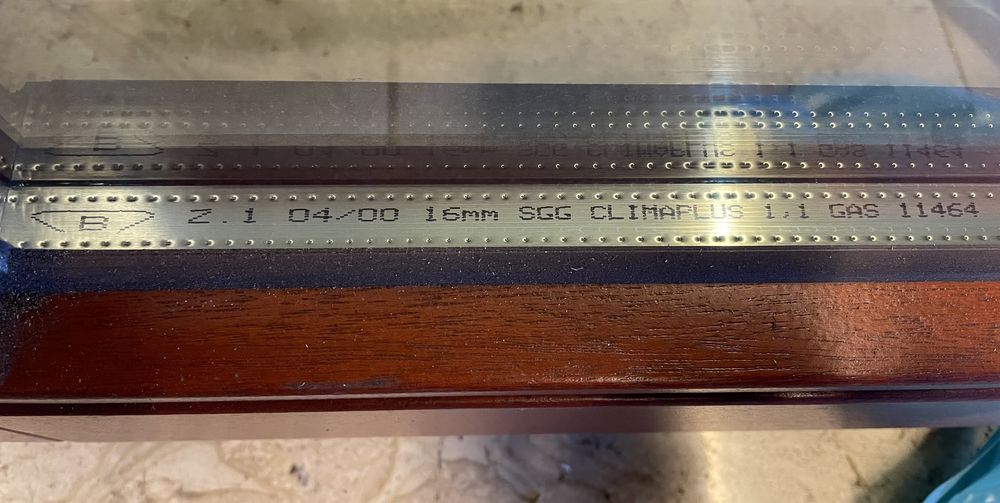 B Z.1 04/00 16mm SGG CLIMAPLUS 1,1 GAS 11464